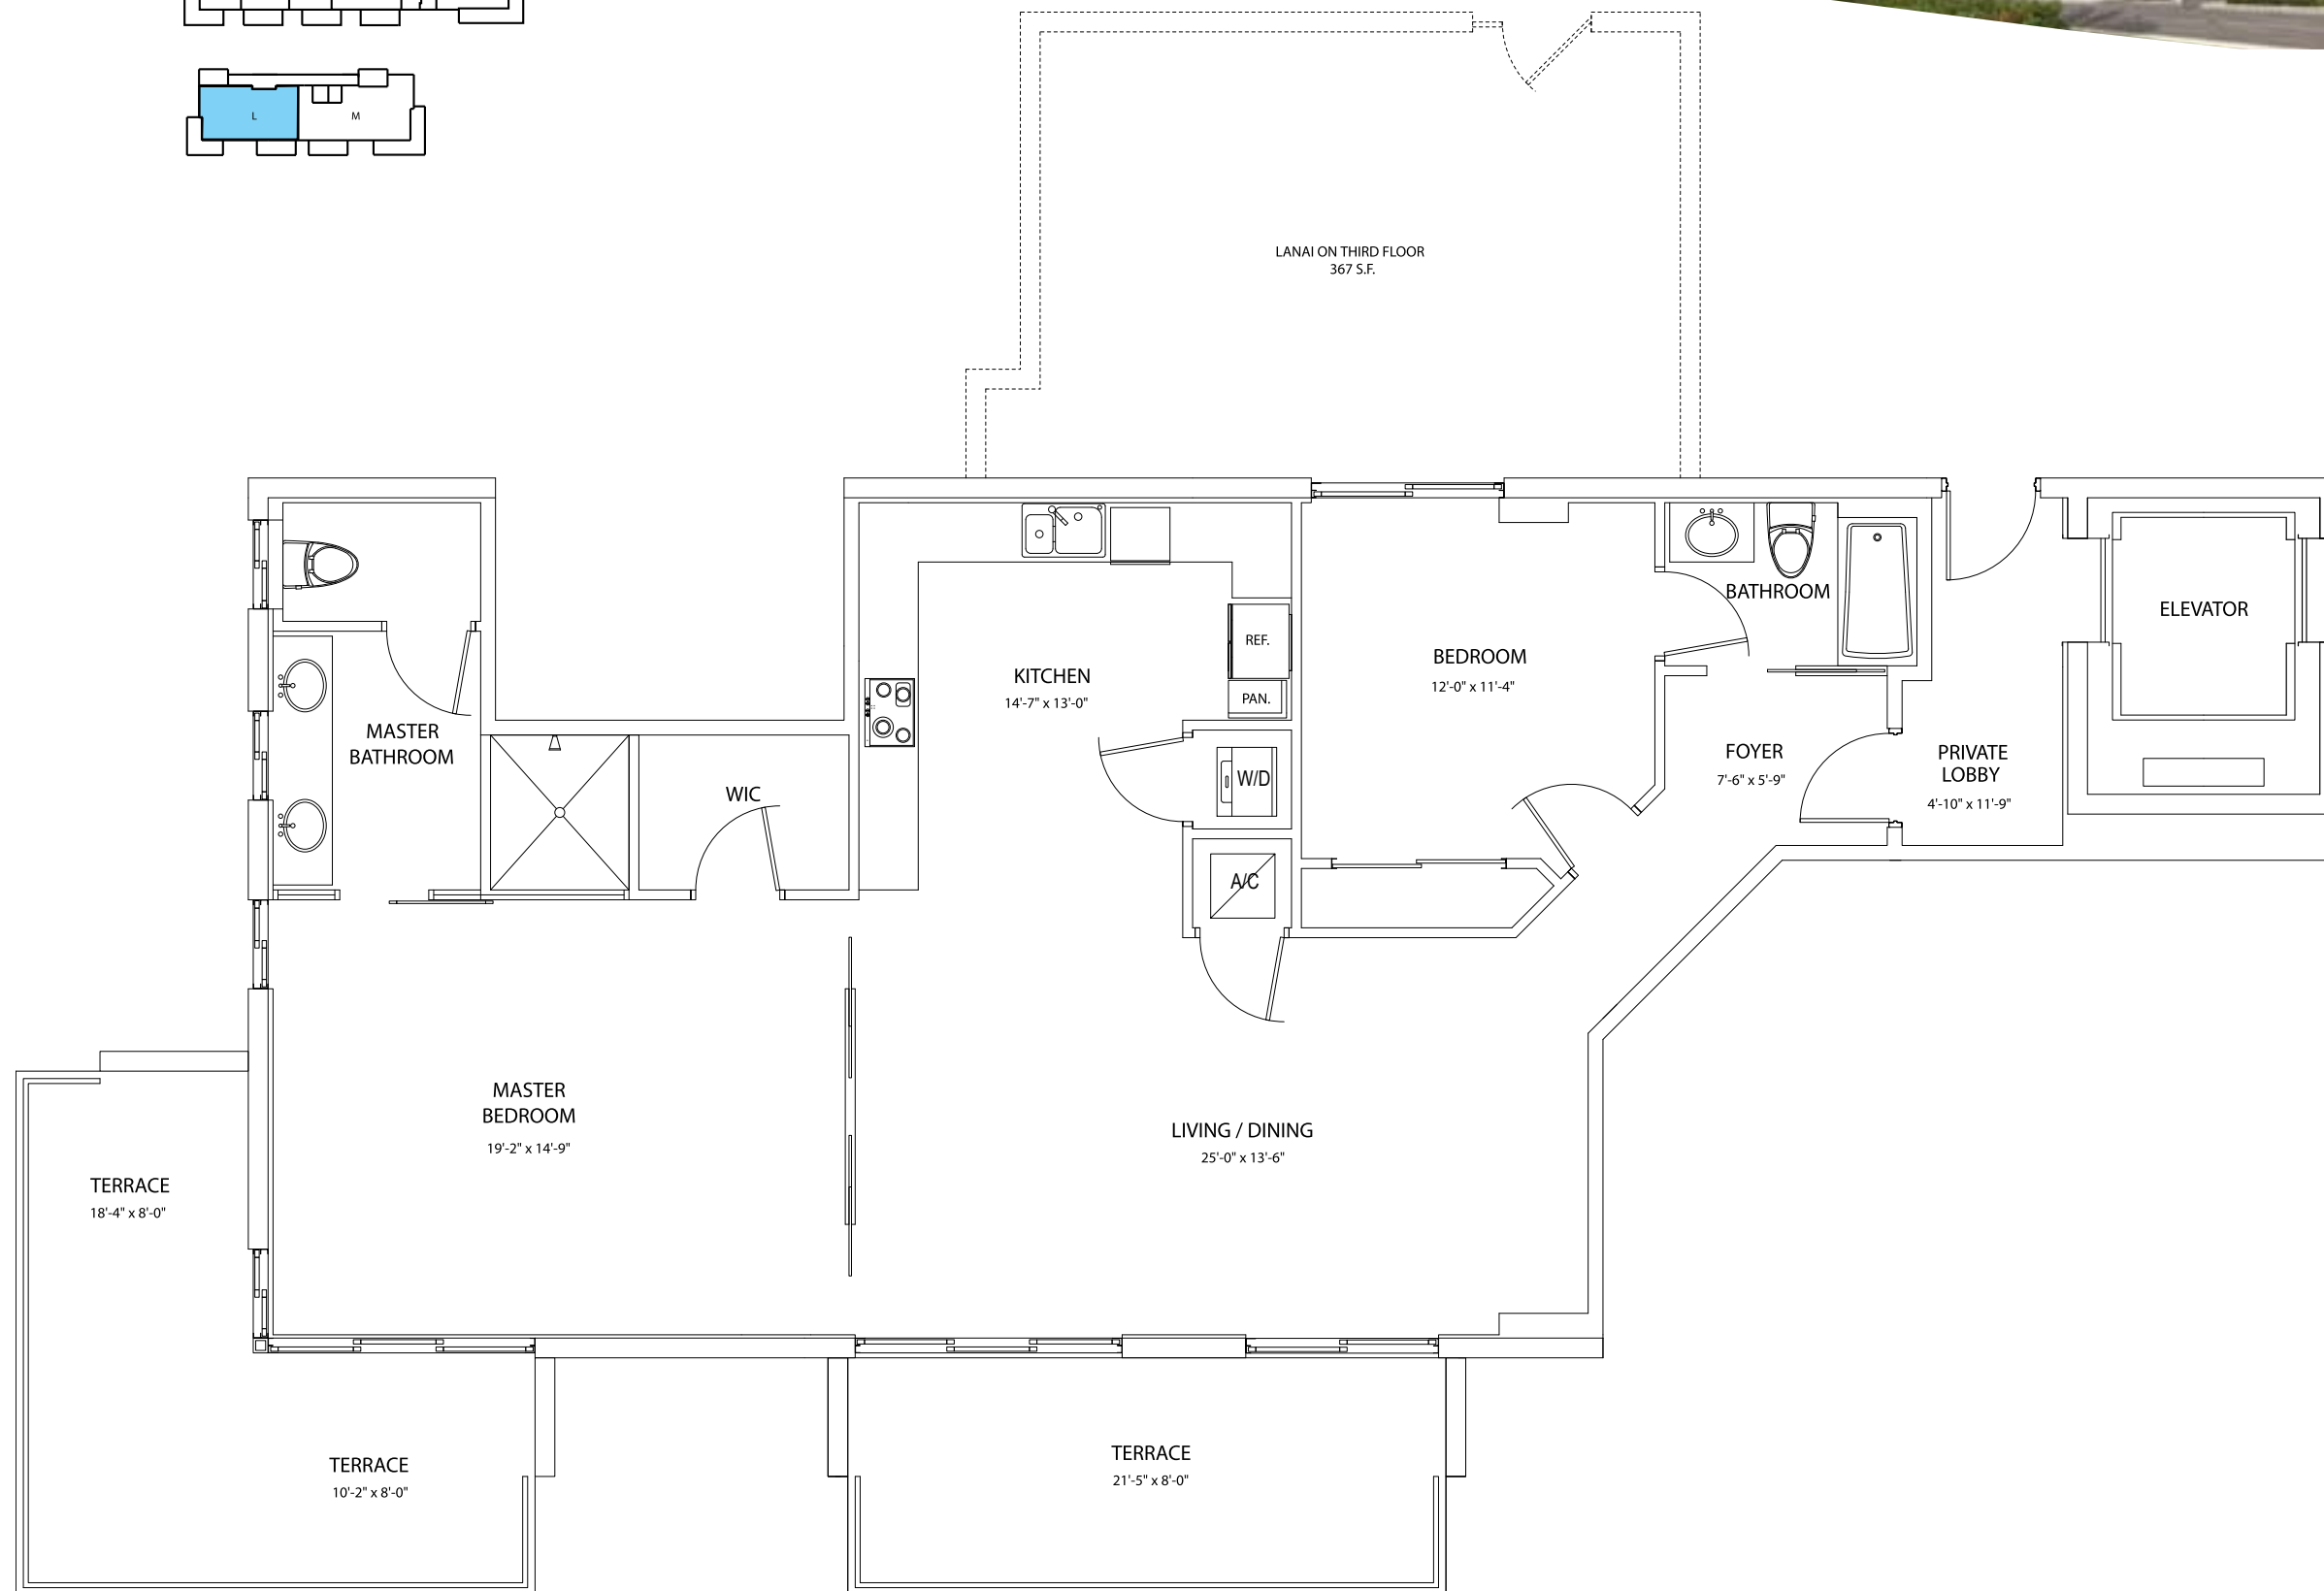 L
M
LANAI ON THIRD FLOOR
367 S.F.
BATHROOM
ELEVATOR
REF.
KITCHEN
14'-7" x 13'-0"
PAN.
BEDROOM
12'-0" x 11'-4"
MASTER
BATHROOM
WIC
W/D
FOYER
7'-6" x 5'-9"
PRIVATE
LOBBY
4'-10" x 11'-9"
A/C
MASTER
BEDROOM
19'-2" x 14'-9"
LIVING / DINING
25'-0" x 13'-6"
TERRACE
18'-4" x 8'-0"
TERRACE
10'-2" x 8'-0"
TERRACE
21'-5" x 8'-0"